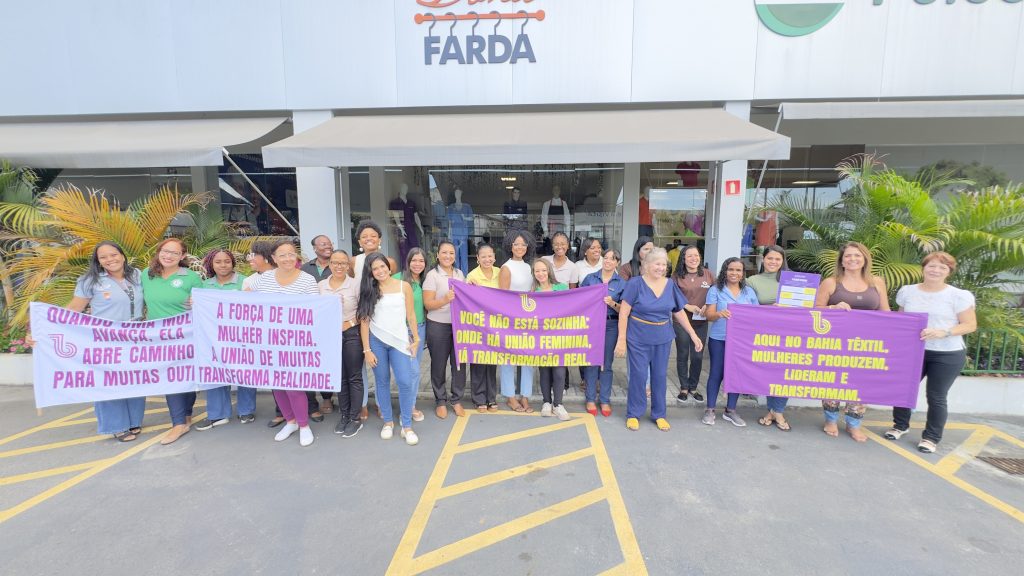 FARDA
QUANDO UMA
AVANÇA, ELA
ABRE CAMINHO
PARA MUITAS
A FORÇA DE UMA
MULHER INSPIRA.
A UNIÃO DE MUITAS
TRANSFORMA REALIDADE.
VOCÊ NÃO ESTÁ SOZINHA:
ONDE HÁ UNIÃO FEMININA,
HÁ TRANSFORMAÇÃO REAL.
AQUI NO BAHIA TÊXTIL,
MULHERES PRODUZEM,
LIDERAM E
TRANSFORMAM.